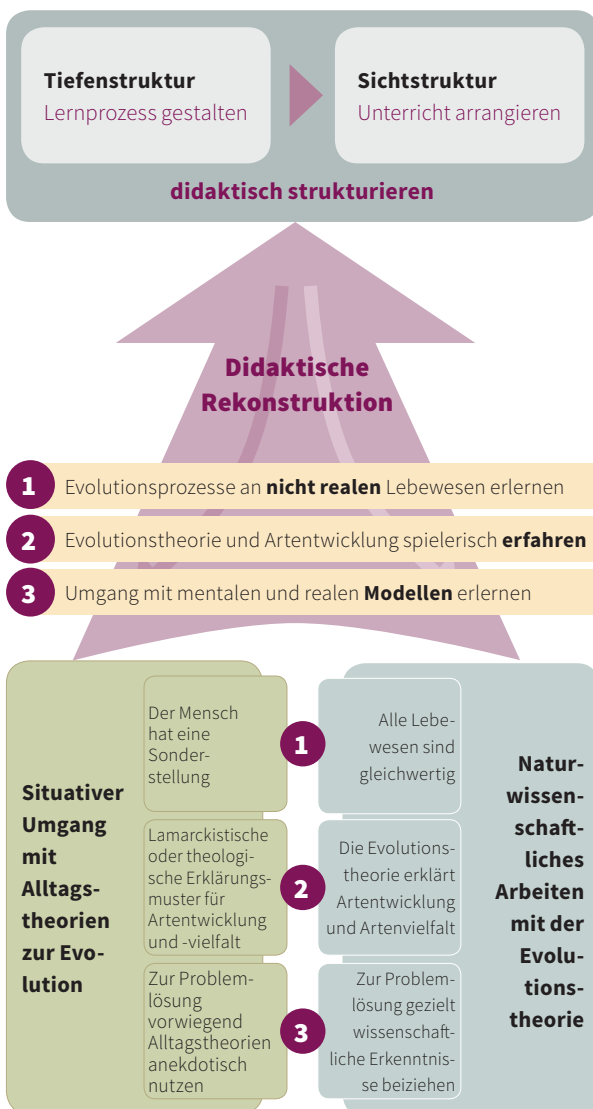 Tiefenstruktur
Lernprozess gestalten
Sichtstruktur
Unterricht arrangieren
didaktisch strukturieren
Didaktische
Rekonstruktion
1 Evolutionsprozesse an nicht realen Lebewesen erlernen
2 Evolutionstheorie und Artentwicklung spielerisch erfahren
3 Umgang mit mentalen und realen Modellen erlernen
Situativer
Umgang
mit
Alltags-
theorien
zur Evo-
lution
Der Mensch
hat eine
Sonder-
stellung
1
Alle Lebe-
wesen sind
gleichwertig
Lamarckistische
oder theologi-
sche Erklärungs-
muster für
Artentwicklung
und -vielfalt
2
Die Evolutions-
theorie erklärt
Artentwicklung
und Artenvielfalt
Zur Problem-
lösung
vorwiegend
Alltagstheorien
anekdotisch
nutzen
3
Zur Problem-
lösung gezielt
wissenschaft-
liche Erkenntnis-
se beiziehen
Natur-
wissen-
schaft-
liches
Arbeiten
mit der
Evolu-
tions-
theorie